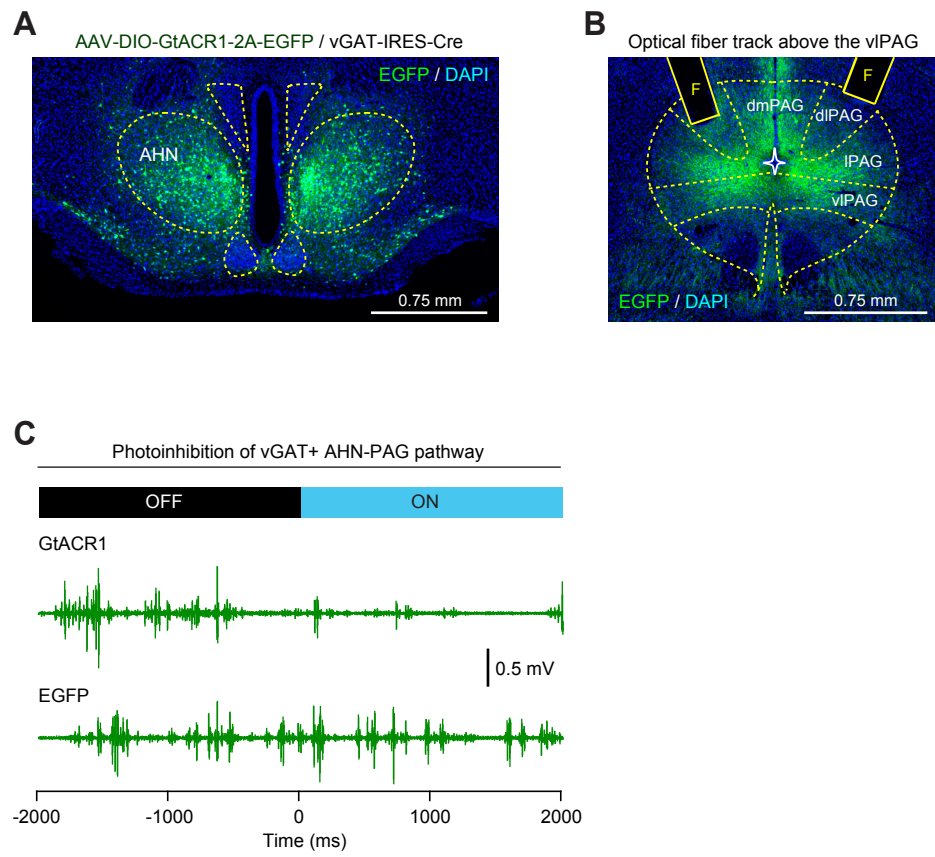 A
AAV-DIO-GtACR1-2A-EGFP / vGAT-IRES-Cre
EGFP / DAPI
AHN
0.75 mm
B
Optical fiber track above the vlPAG
F
F
dmPAG
dlPAG
lPAG
vlPAG
EGFP / DAPI
0.75 mm
C
Photoinhibition of vGAT+ AHN-PAG pathway
OFF
ON
GtACR1
0.5 mV
EGFP
-2000
-1000
0
1000
2000
Time (ms)